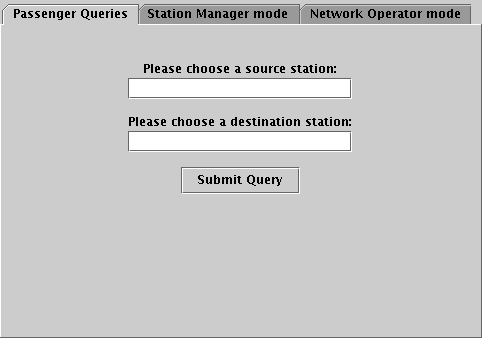 Passenger Queries Station Manager mode Network Operator mode
Please choose a source station:
Please choose a destination station:
Submit Query